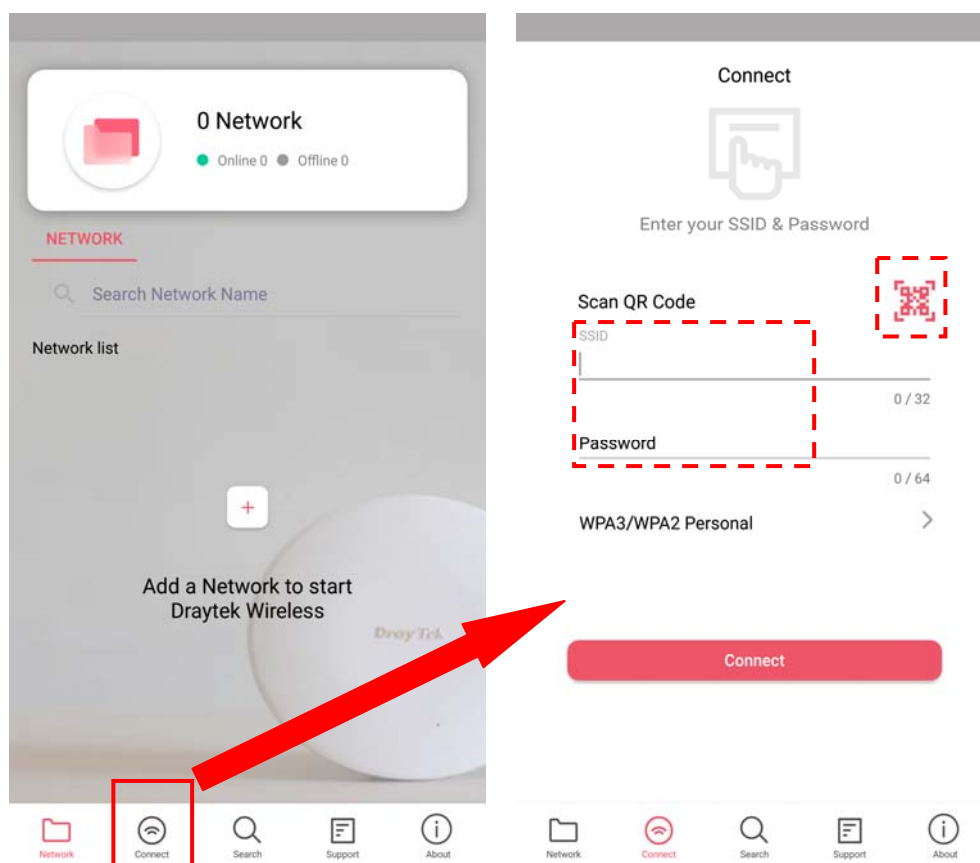 0 Network
Online 0 Offline 0
NETWORK
Search Network Name
Network list
+
Add a Network to start
Draytek Wireless
DrayTek
Network Connect Search Support About
Connect
Enter your SSID & Password
Scan QR Code
SSID
0 / 32
Password
0 / 64
WPA3/WPA2 Personal
Connect
Network Connect Search Support About